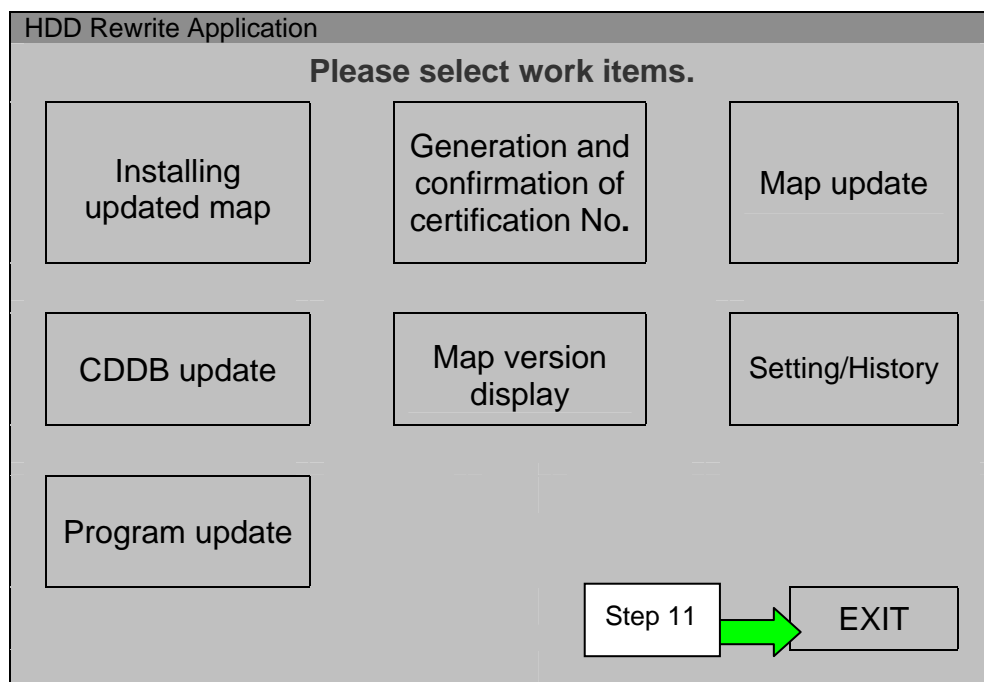 HDD Rewrite Application
Please select work items.
Installing
updated map
Generation and
confirmation of
certification No.
Map update
CDDB update
Map version
display
Setting/History
Program update
Step 11
EXIT